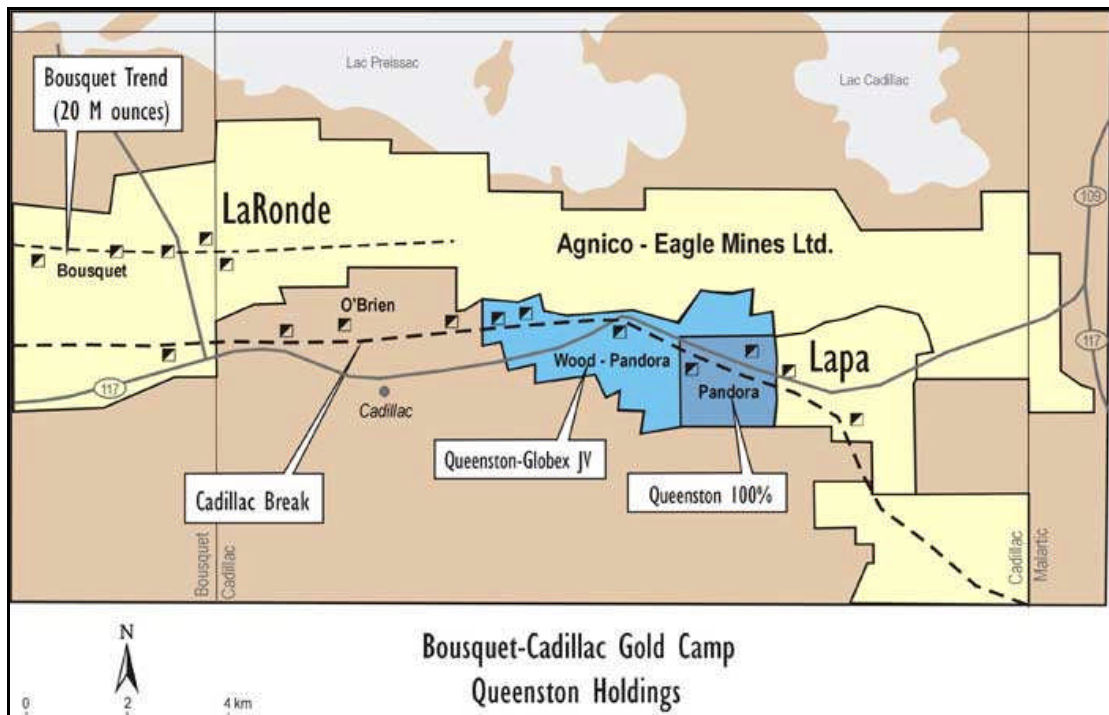 Lac Preissac
Lac Cadillac
Bousquet Trend
(20 M ounces)
109
LaRonde
Agnico - Eagle Mines Ltd.
Bousquet
O'Brien
117
Wood - Pandora
Lapa
117
Pandora
Cadillac
Queenston-Globex JV
Cadillac Break
Queenston 100%
Bousquet
Cadillac
Cadillac
Malartic
N
Bousquet-Cadillac Gold Camp
Queenston Holdings
0 2 4 km